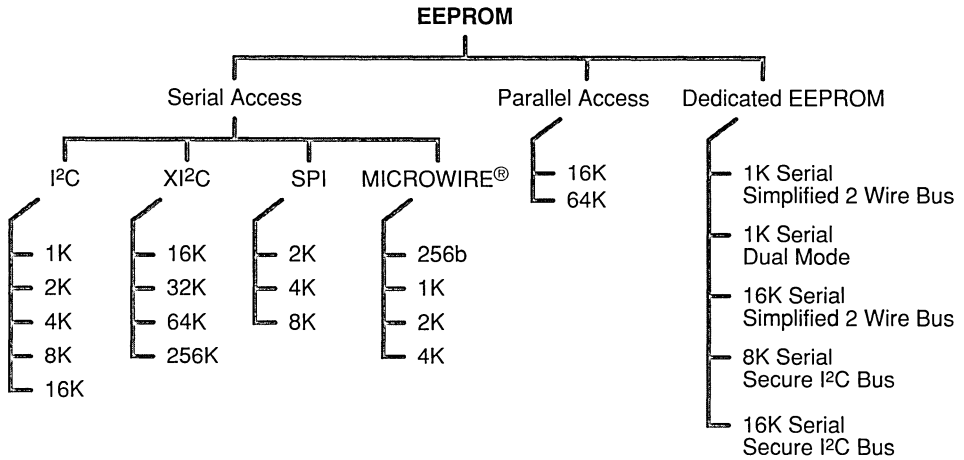 EEPROM
Serial Access
Parallel Access
Dedicated EEPROM
I²C
XI²C
SPI
MICROWIRE®
1K
2K
4K
8K
16K
16K
32K
64K
256K
2K
4K
8K
256b
1K
2K
4K
16K
64K
1K Serial
Simplified 2 Wire Bus
1K Serial
Dual Mode
16K Serial
Simplified 2 Wire Bus
8K Serial
Secure I²C Bus
16K Serial
Secure I²C Bus